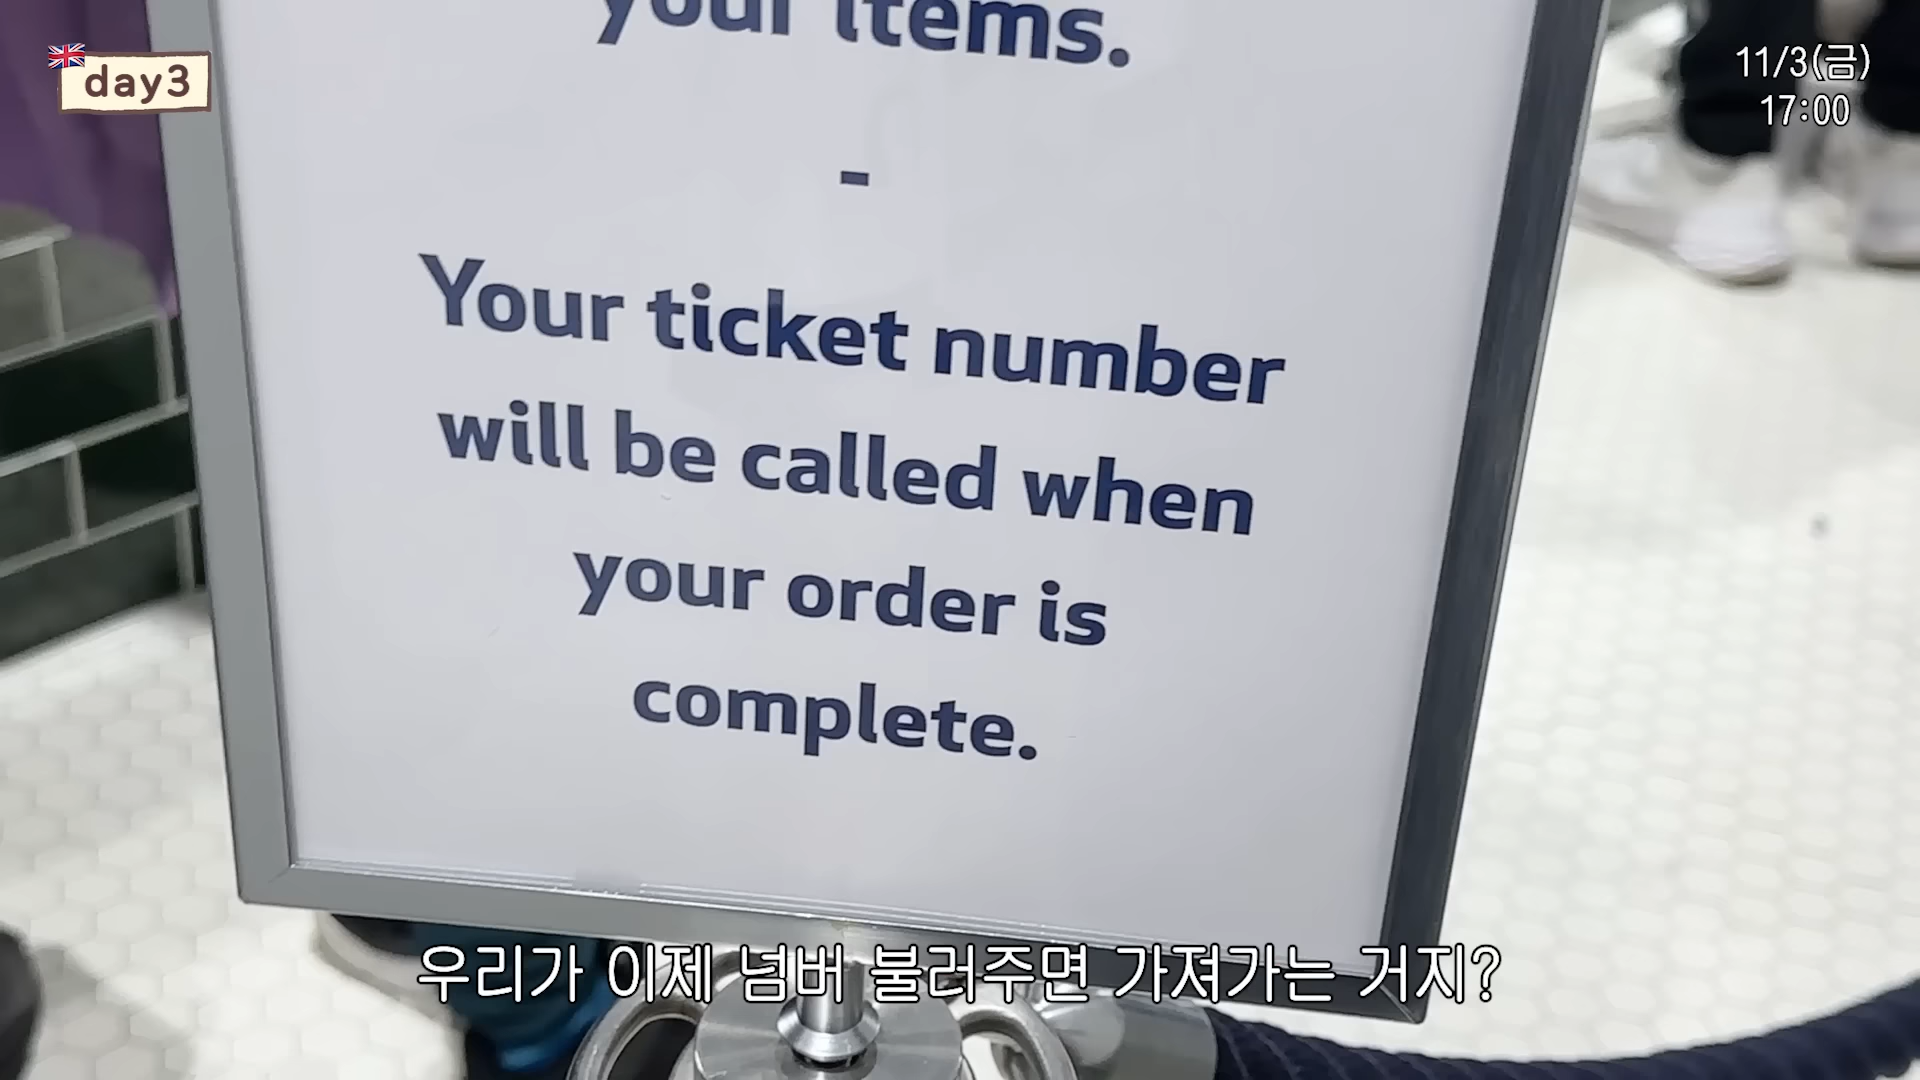 day3
11/3(금)
17:00
your items.
-
Your ticket number
will be called when
your order is
complete.
우리가 이제 넘버 불러주면 가져가는 거지?